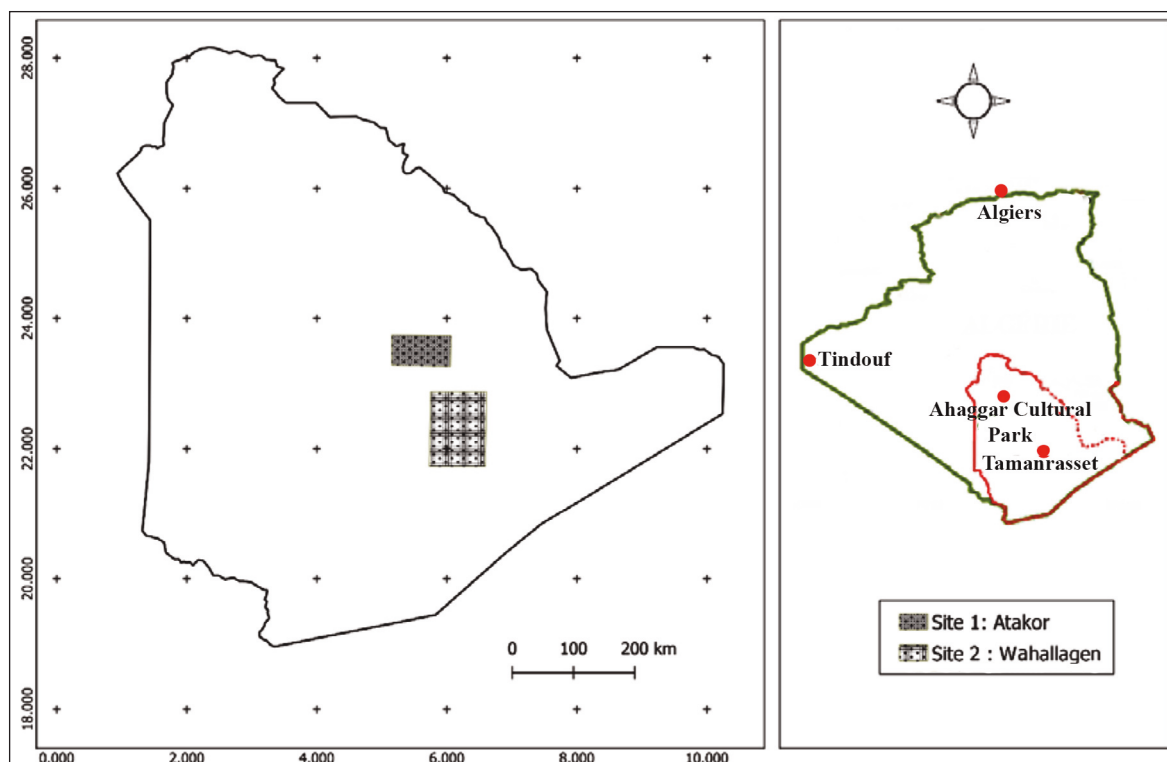 28.000
26.000
24.000
22.000
20.000
18.000
0.000 2.000 4.000 6.000 8.000 10.000
0 100 200 km
Algiers
Tindouf
Ahaggar Cultural
Park
Tamanrasset
Site 1: Atakor
Site 2 : Wahallagen